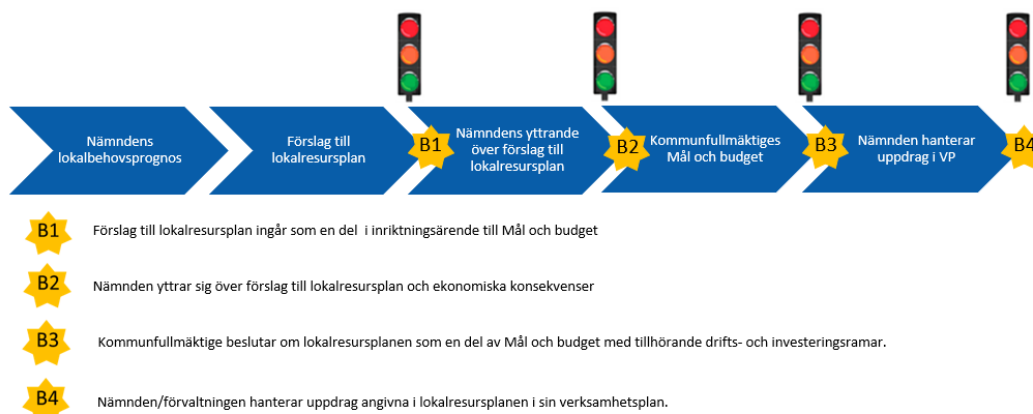 Nämndens
lokalbehovsprognos
Förslag till
lokalresursplan
B1
Nämndens yttrande
över förslag till
lokalresursplan
B2
Kommunfullmäktiges
Mål och budget
B3
Nämnden hanterar
uppdrag i VP
B4
B1
Förslag till lokalresursplan ingår som en del i inriktningsärende till Mål och budget
B2
Nämnden yttrar sig över förslag till lokalresursplan och ekonomiska konsekvenser
B3
Kommunfullmäktige beslutar om lokalresursplanen som en del av Mål och budget med tillhörande drifts- och investeringsramar.
B4
Nämnden/förvaltningen hanterar uppdrag angivna i lokalresursplanen i sin verksamhetsplan.